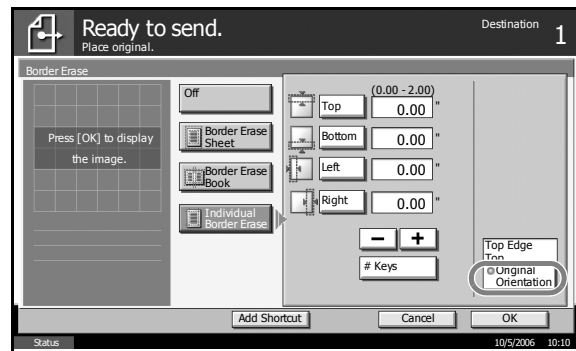 Ready to send.
Place original.
Destination
1
Border Erase
Press [OK] to display
the image.
Off
Border Erase
Sheet
Border Erase
Book
Individual
Border Erase
(0.00 - 2.00)
Top
0.00 "
Bottom
0.00 "
Left
0.00 "
Right
0.00 "
− +
# Keys
Top Edge
Top
Original
Orientation
Add Shortcut
Cancel
OK
Status
10/5/2006 10:10